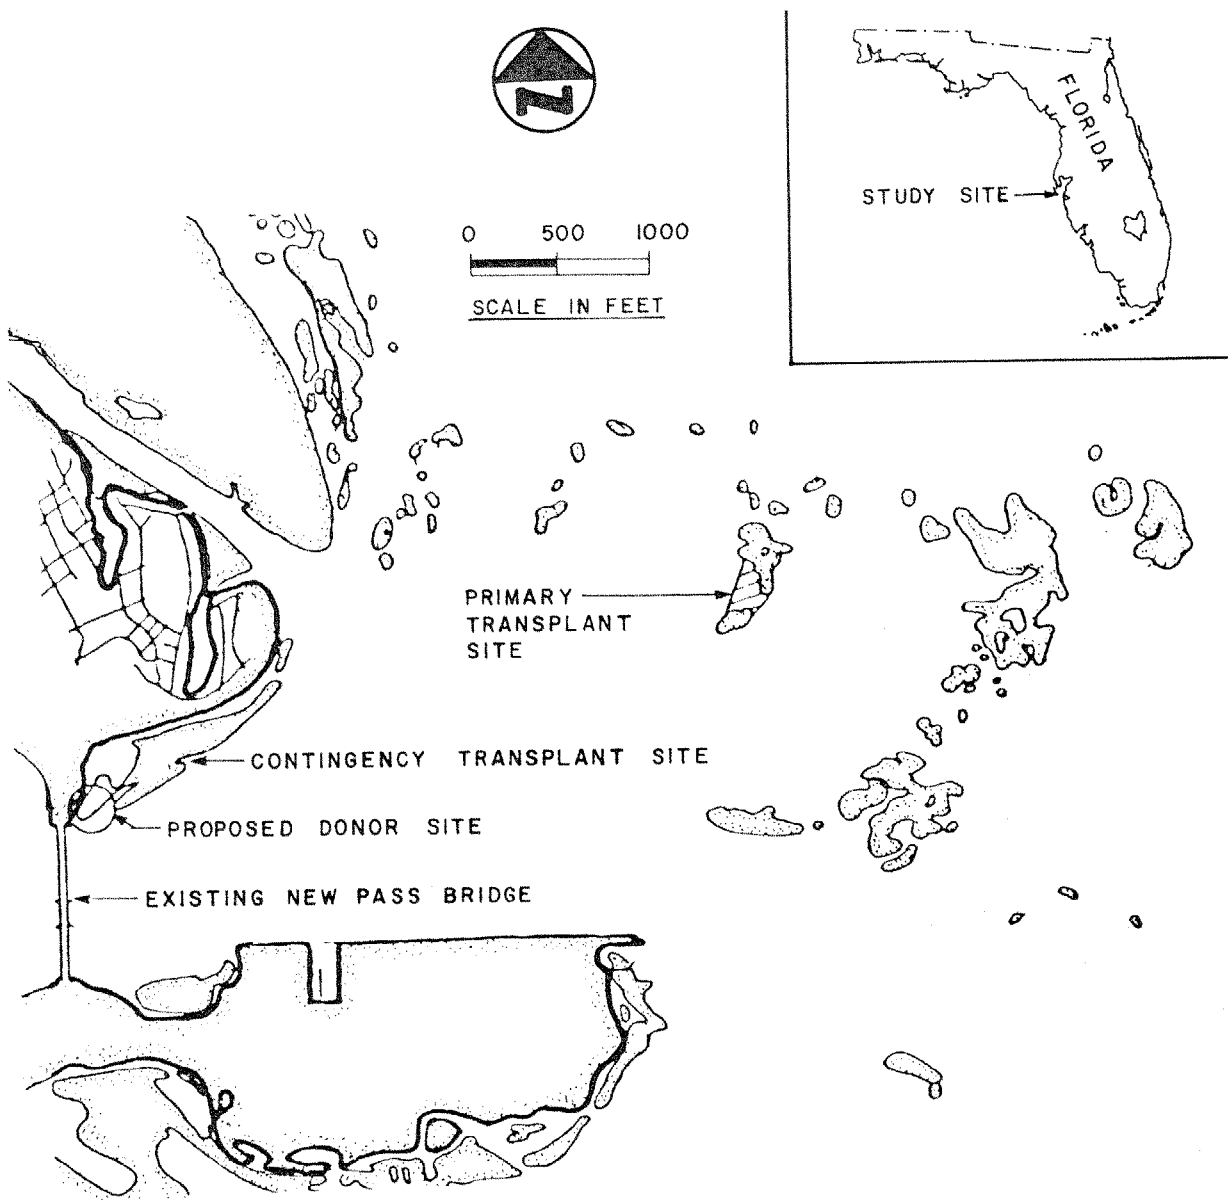 N
FLORIDA
STUDY SITE
0 500 1000
SCALE IN FEET
PRIMARY
TRANSPLANT
SITE
CONTINGENCY TRANSPLANT SITE
PROPOSED DONOR SITE
EXISTING NEW PASS BRIDGE